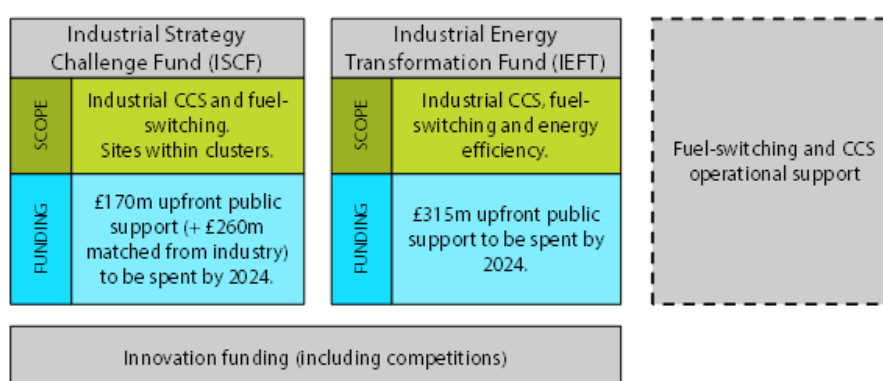 Industrial Strategy
Challenge Fund (ISCF)
SCOPE
Industrial CCS and fuel-
switching.
Sites within clusters.
FUNDING
£170m upfront public
support (+ £260m
matched from industry)
to be spent by 2024.
Industrial Energy
Transformation Fund (IEFT)
SCOPE
Industrial CCS, fuel-
switching and energy
efficiency.
FUNDING
£315m upfront public
support to be spent by
2024.
Fuel-switching and CCS
operational support
Innovation funding (including competitions)